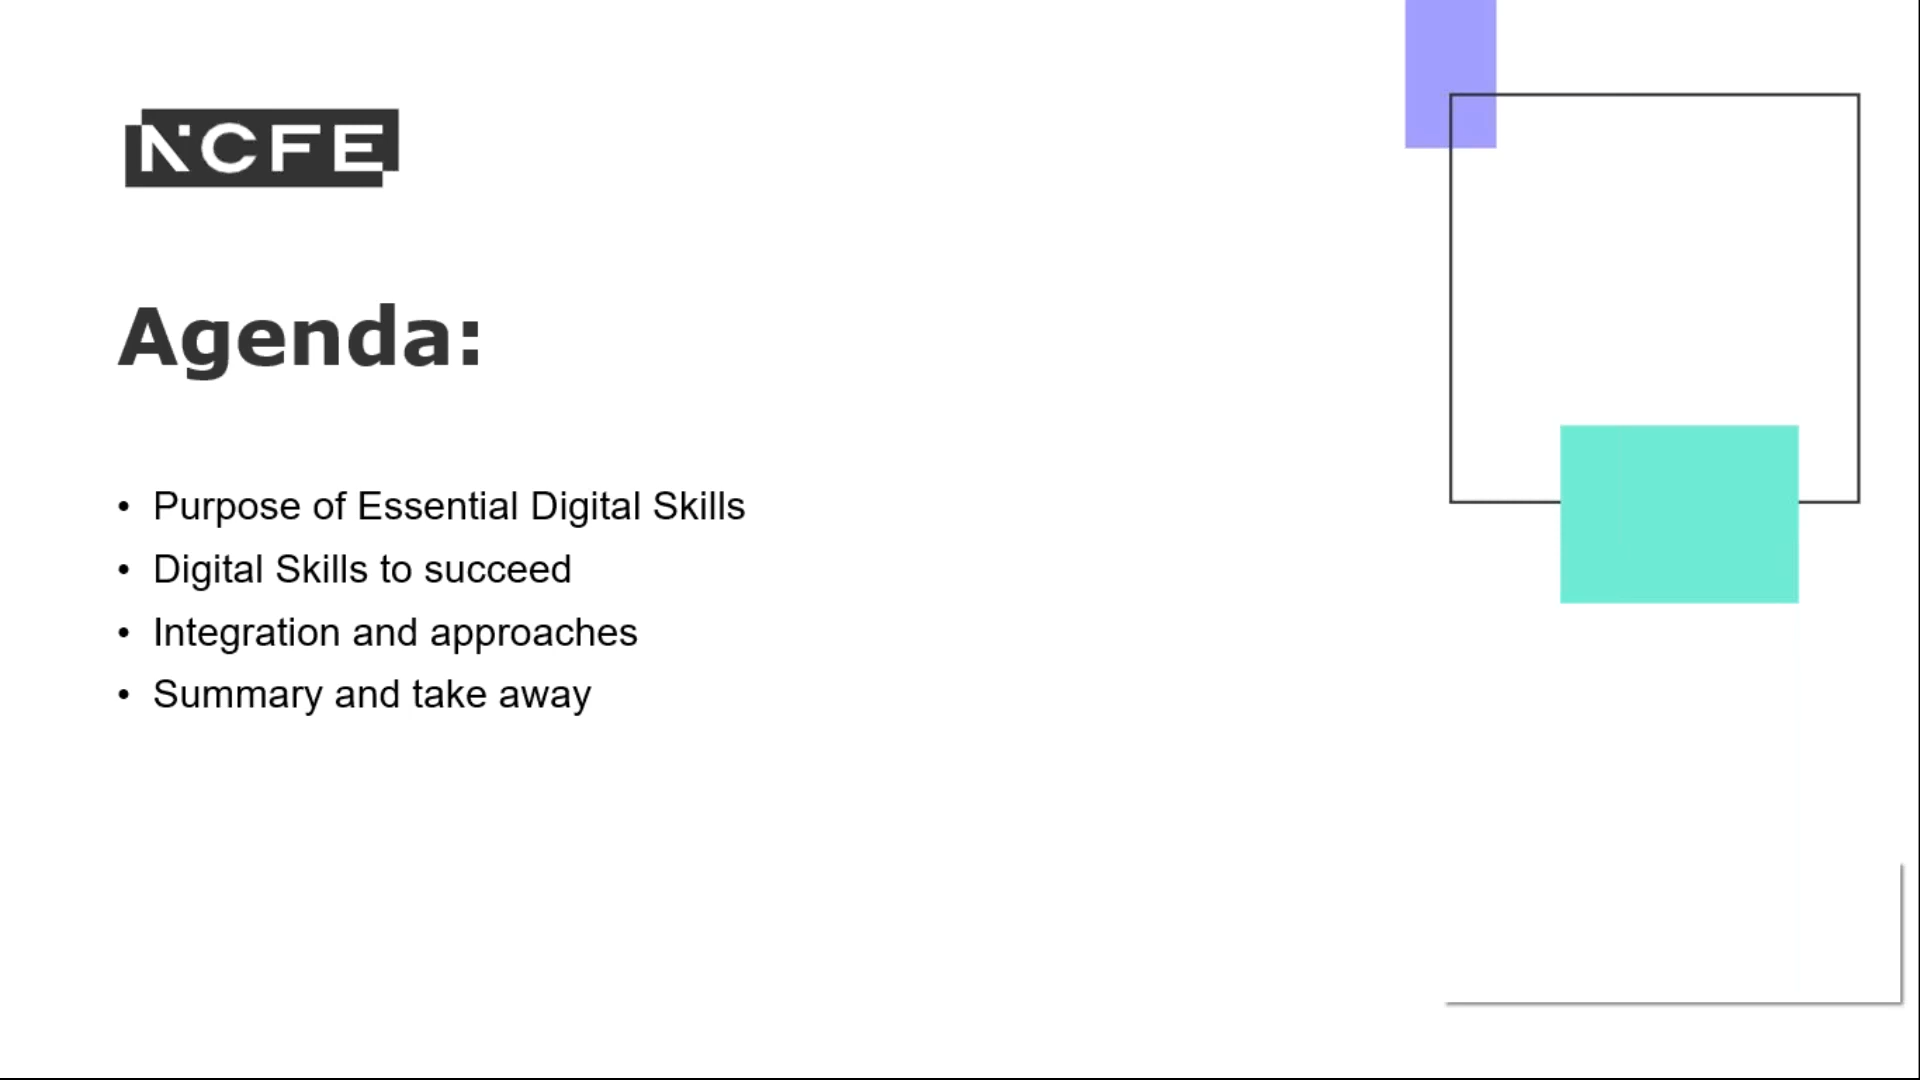 NCFE
Agenda:
• Purpose of Essential Digital Skills
• Digital Skills to succeed
• Integration and approaches
• Summary and take away